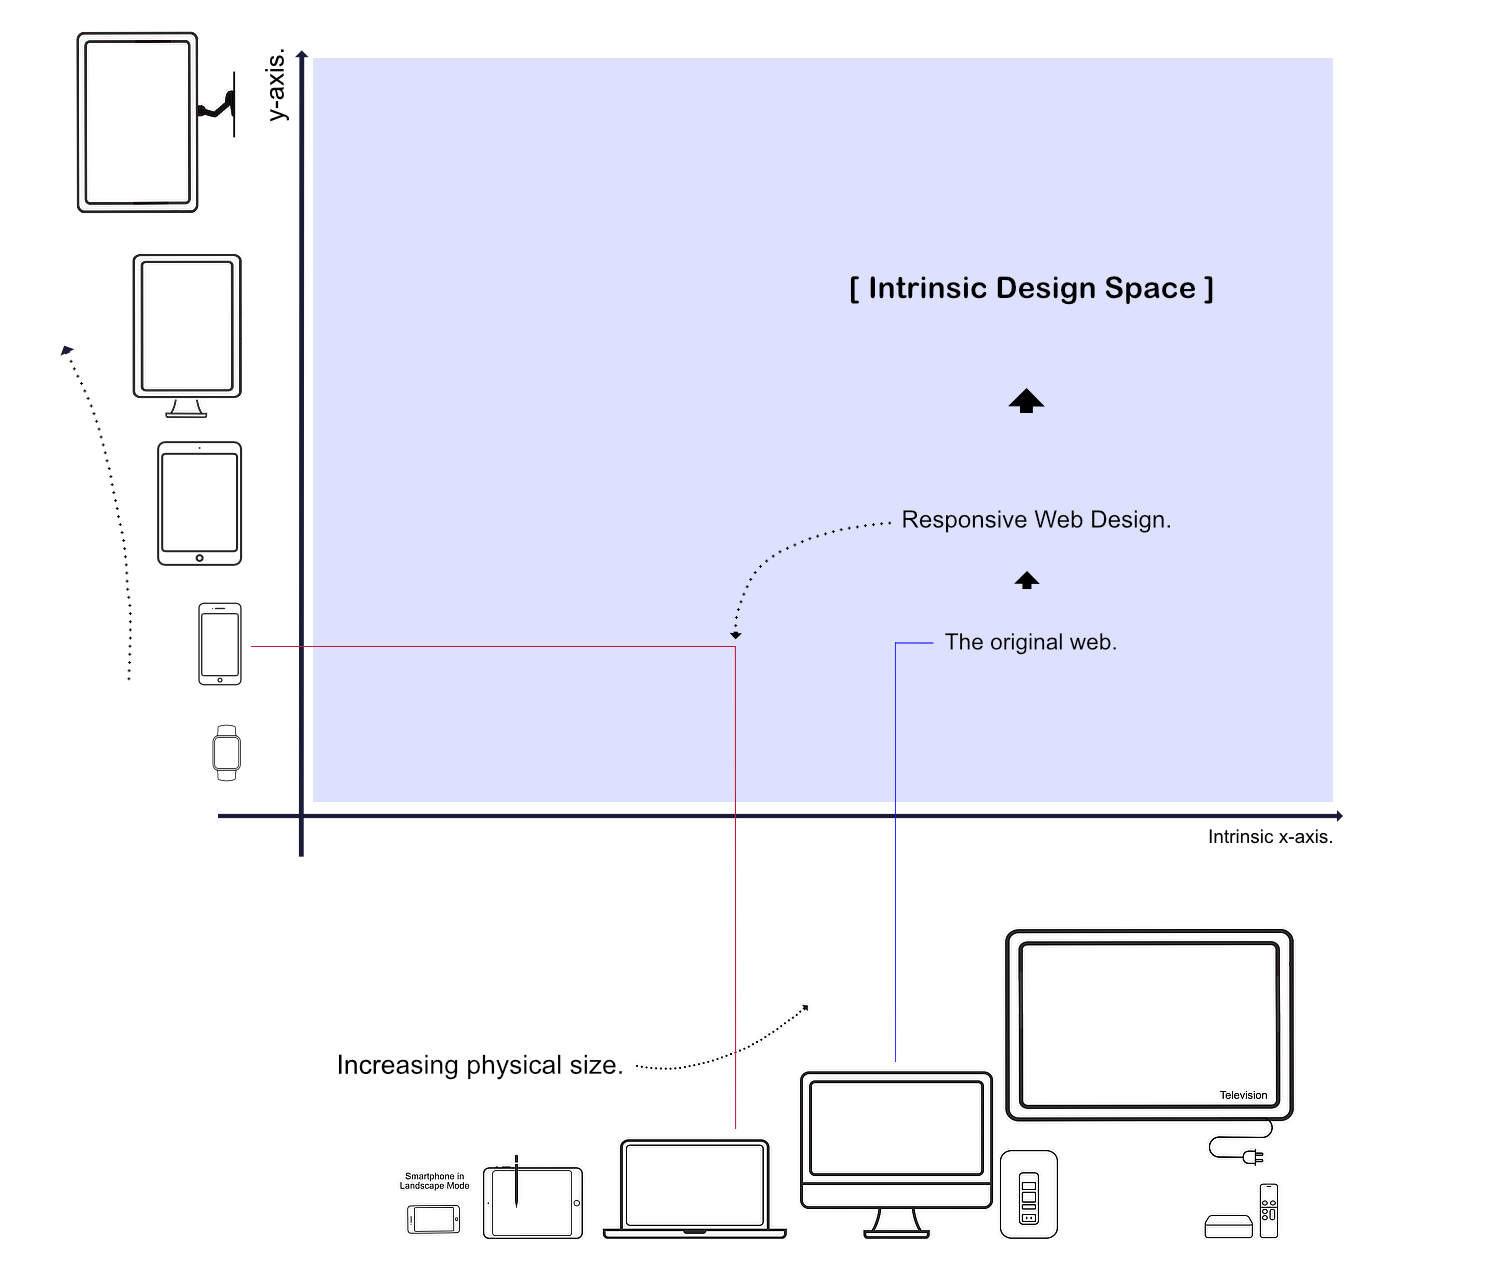 y-axis.
[ Intrinsic Design Space ]
Responsive Web Design.
The original web.
Intrinsic x-axis.
Increasing physical size.
Television
Smartphone in
Landscape Mode